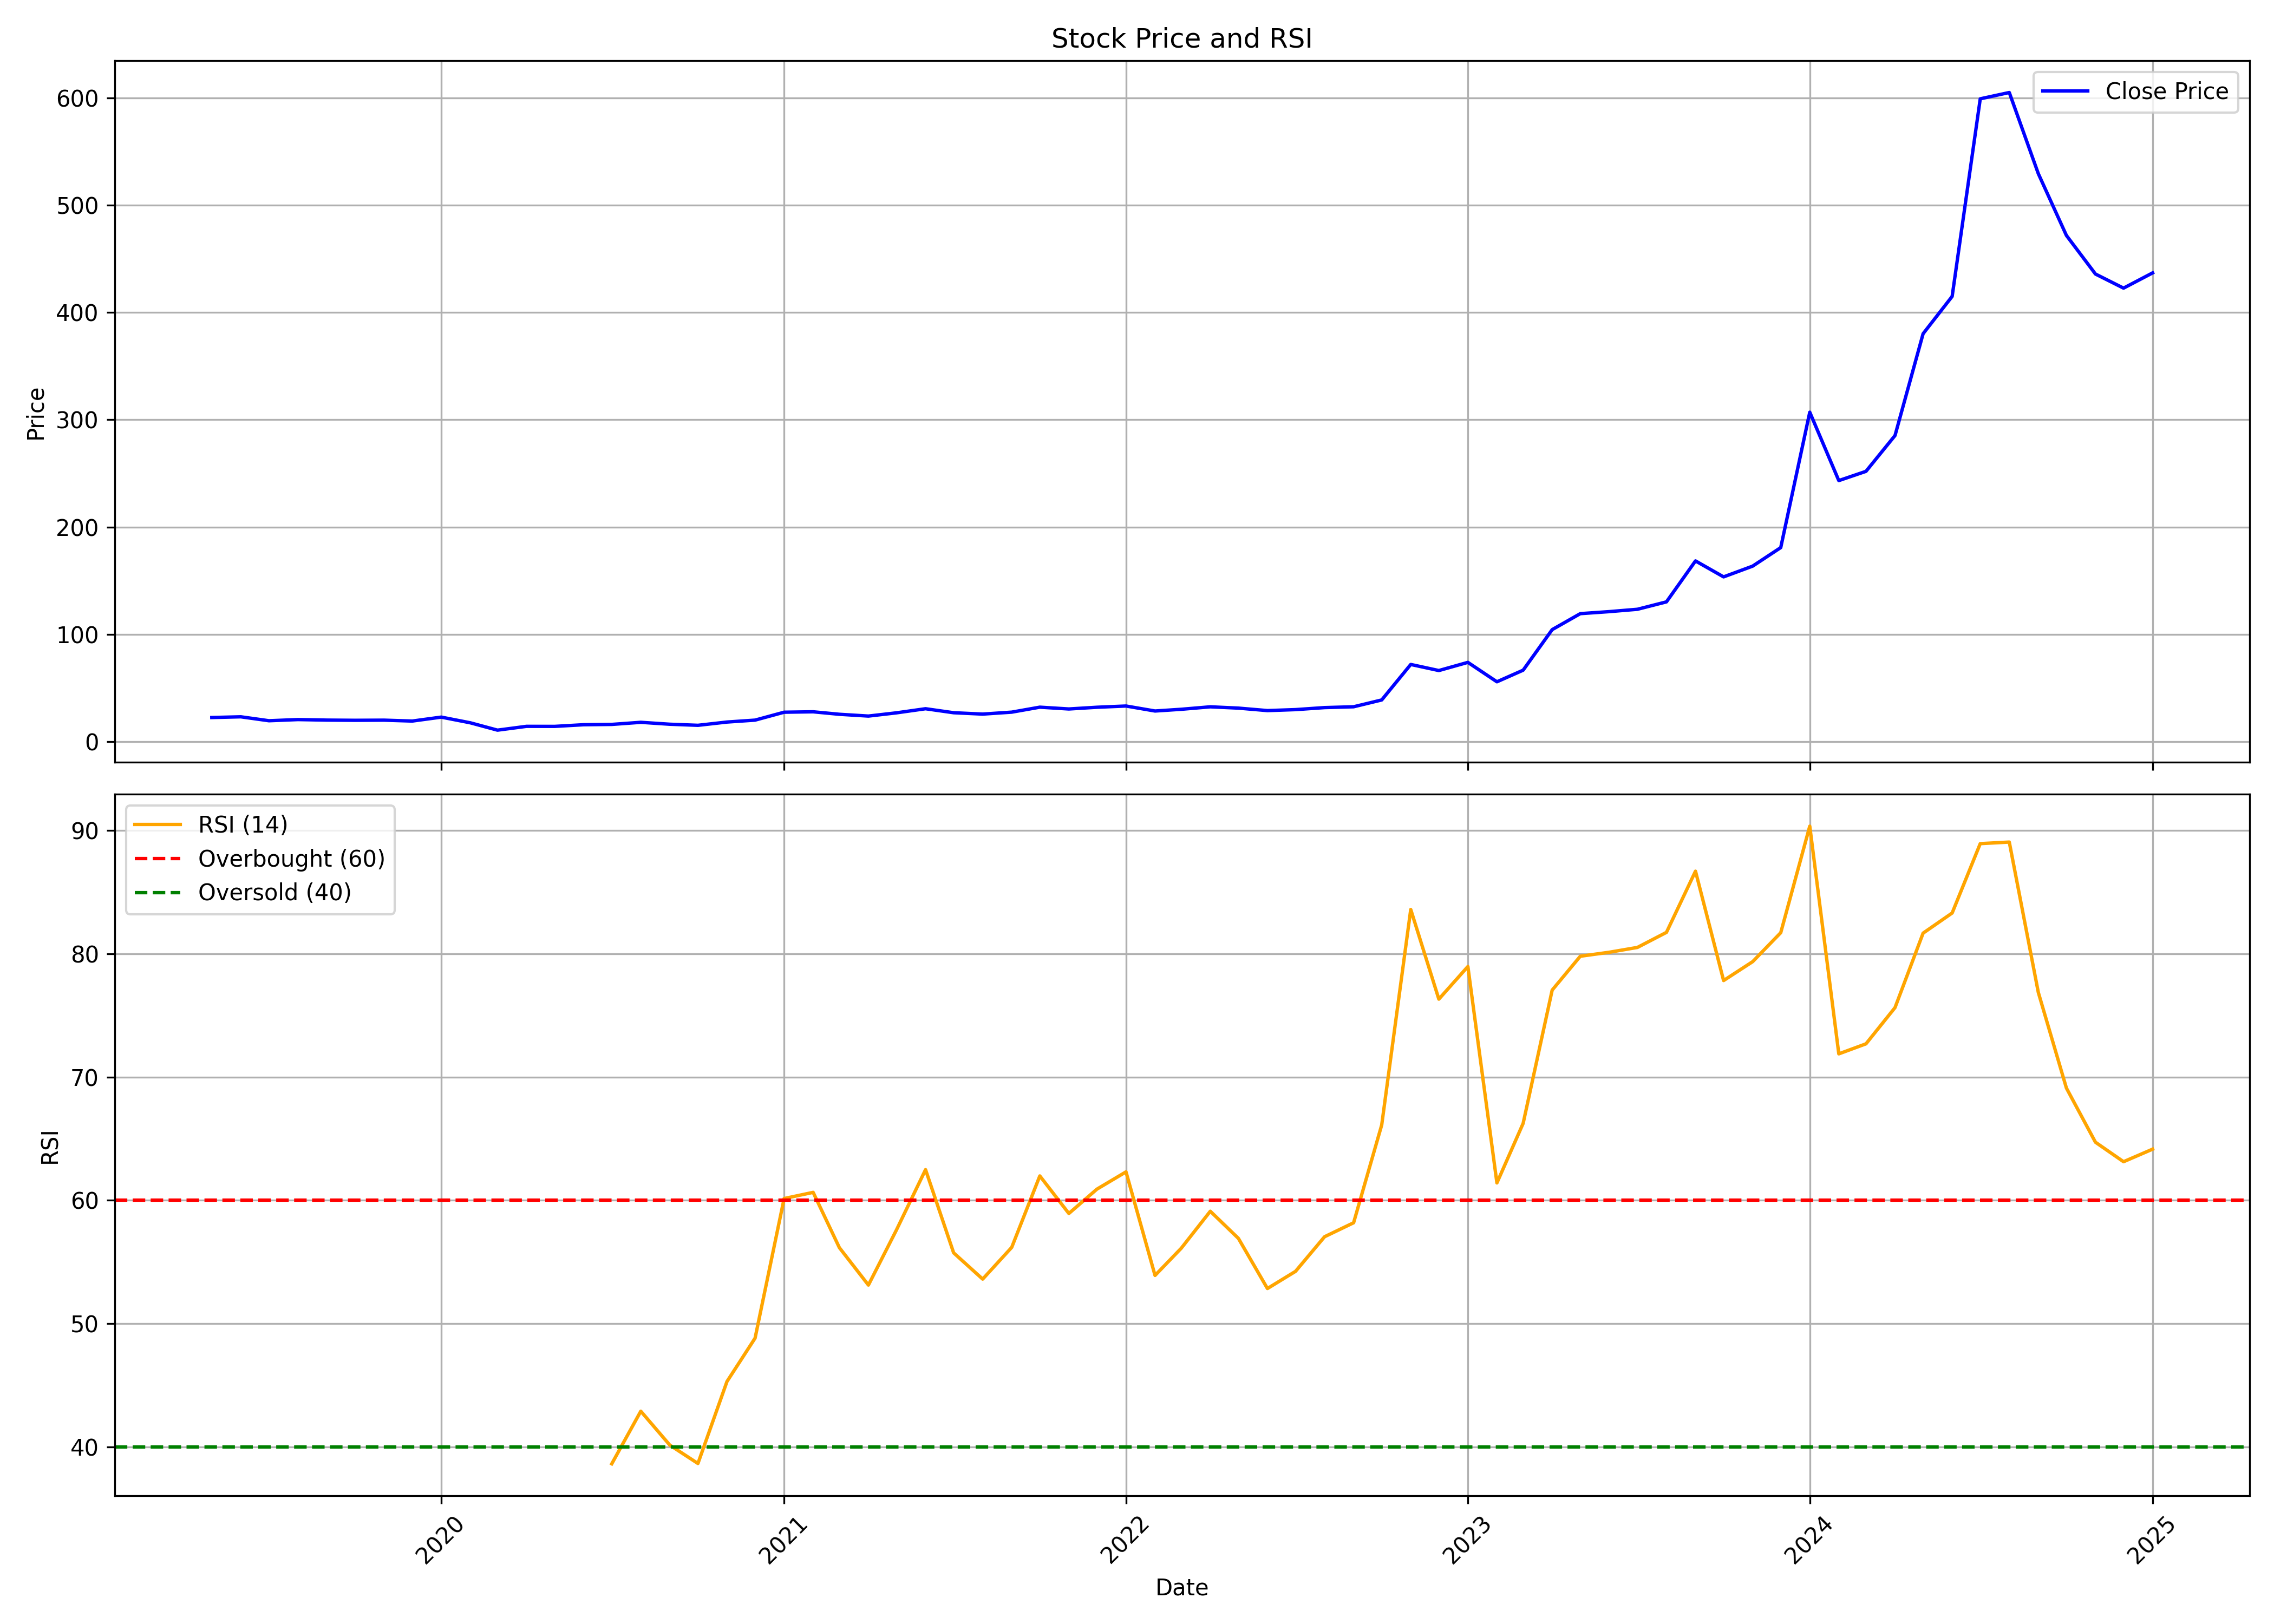 Stock Price and RSI
Close Price
600
500
400
300
200
100
0
Price
RSI (14)
Overbought (60)
Oversold (40)
90
80
70
60
50
40
RSI
2020
2021
2022
2023
2024
2025
Date